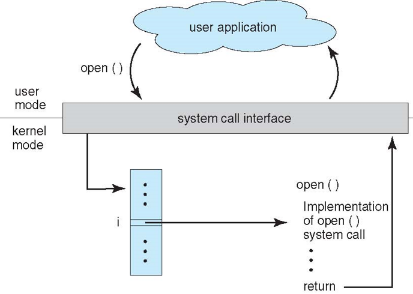 user application
open ( )
user
mode
system call interface
kernel
mode
open ( )
i
Implementation
of open ( )
system call
return